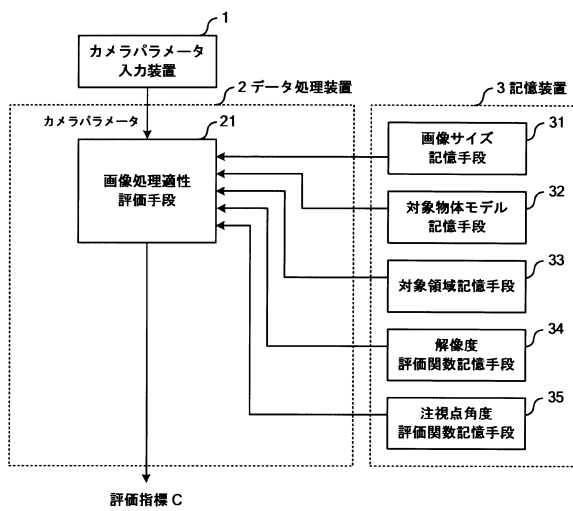 1
カメラパラメータ
入力装置
2 データ処理装置
3 記憶装置
カメラパラメータ
21
画像処理適性
評価手段
31
画像サイズ
記憶手段
32
対象物体モデル
記憶手段
33
対象領域記憶手段
34
解像度
評価関数記憶手段
35
注視点角度
評価関数記憶手段
評価指標 C